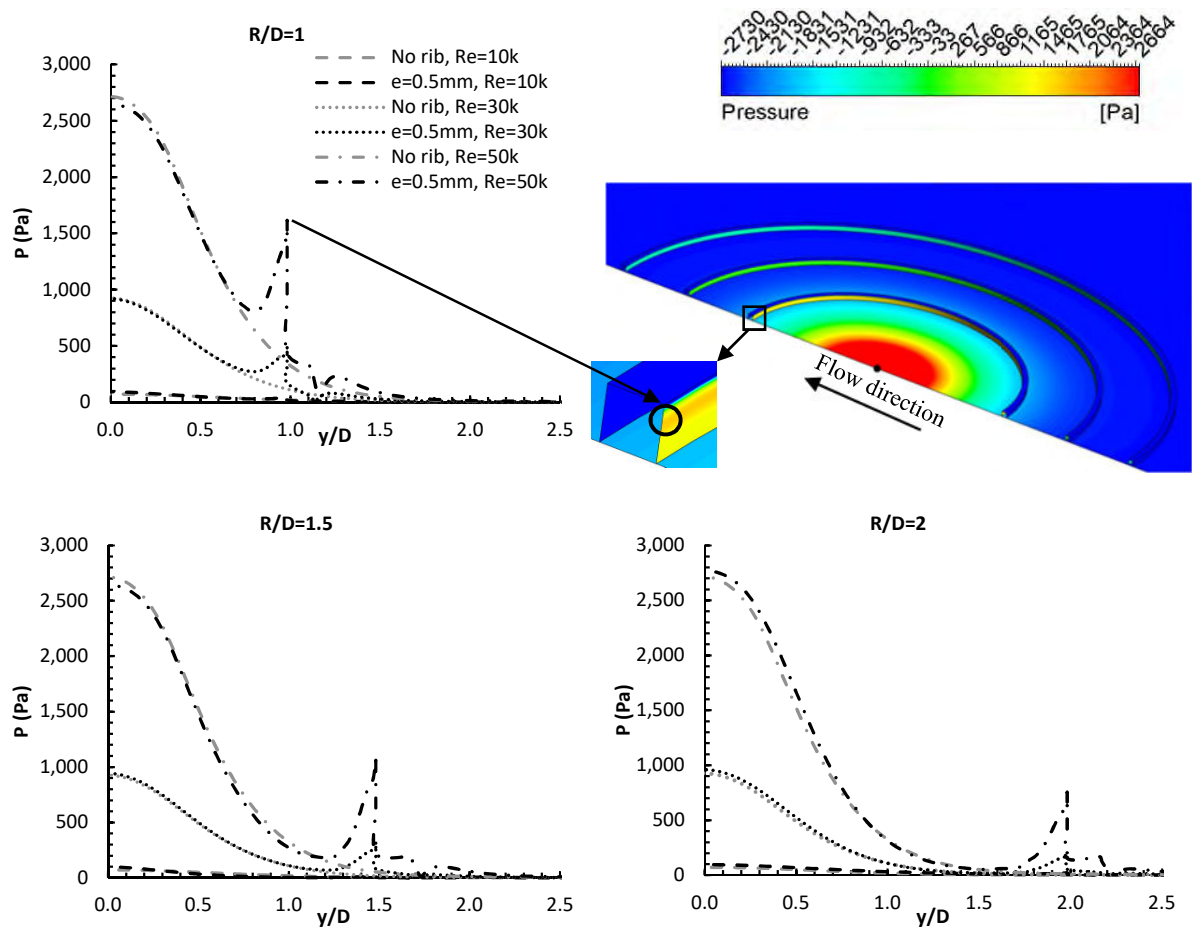 R/D=1
No rib, Re=10k
e=0.5mm, Re=10k
No rib, Re=30k
e=0.5mm, Re=30k
No rib, Re=50k
e=0.5mm, Re=50k
3,000
2,500
2,000
1,500
1,000
500
0
P (Pa)
0.0 0.5 1.0 1.5 2.0 2.5
y/D
-2730 -2430 -2130 -1831 -1531 -1231 -932 -632 -333 -33 267 566 866 1165 1465 1765 2064 2364 2664
Pressure [Pa]
Flow direction
R/D=1.5
3,000
2,500
2,000
1,500
1,000
500
0
P (Pa)
0.0 0.5 1.0 1.5 2.0 2.5
y/D
R/D=2
3,000
2,500
2,000
1,500
1,000
500
0
P (Pa)
0.0 0.5 1.0 1.5 2.0 2.5
y/D